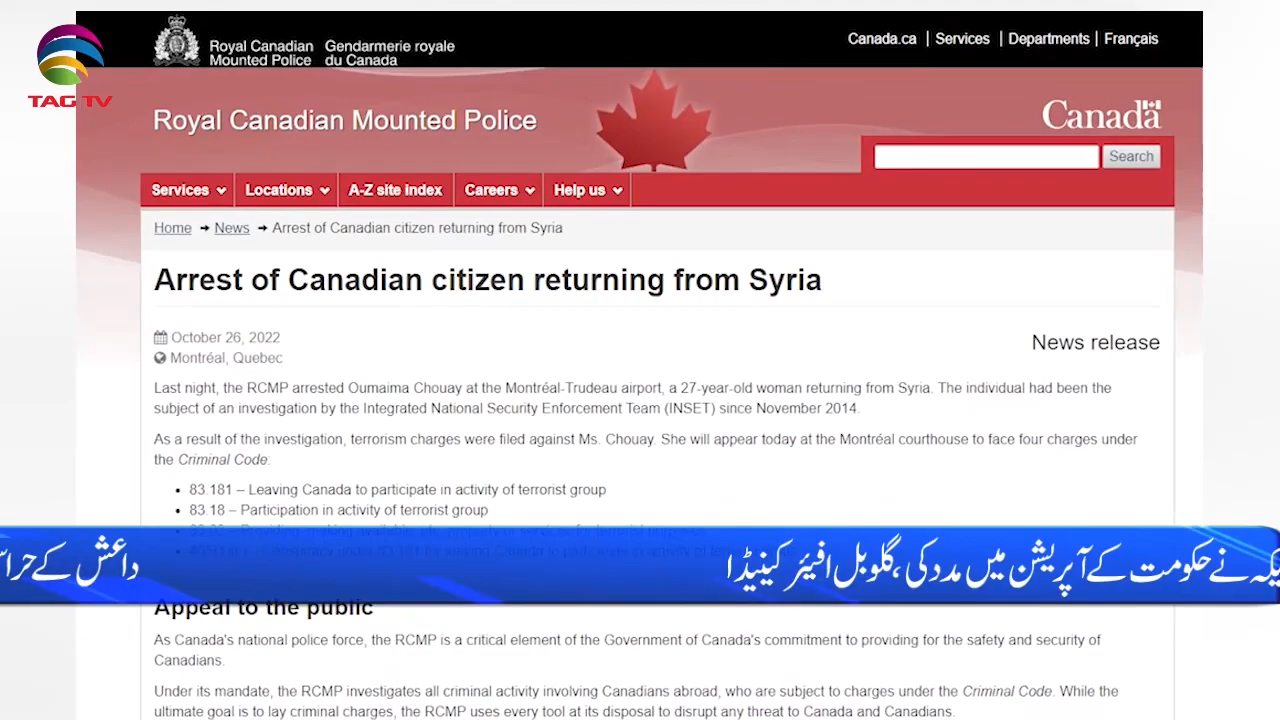 TAG TV
Royal Canadian Gendarmerie royale
Mounted Police du Canada
Canada.ca | Services | Departments | Français
Royal Canadian Mounted Police
Canada
Search
Services Locations A-Z site index Careers Help us
Home → News → Arrest of Canadian citizen returning from Syria
Arrest of Canadian citizen returning from Syria
October 26, 2022
News release
Montréal, Quebec
Last night, the RCMP arrested Oumaima Chouay at the Montréal-Trudeau airport, a 27-year-old woman returning from Syria. The individual had been the
subject of an investigation by the Integrated National Security Enforcement Team (INSET) since November 2014.
As a result of the investigation, terrorism charges were filed against Ms. Chouay. She will appear today at the Montréal courthouse to face four charges under
the Criminal Code:
• 83.181 – Leaving Canada to participate in activity of terrorist group
• 83.18 – Participation in activity of terrorist group
نے حکومت کے آپریشن میں مدد کی، گلوبل افیئر کینیڈا
داعش کے
Appeal to the public
As Canada's national police force, the RCMP is a critical element of the Government of Canada's commitment to providing for the safety and security of
Canadians.
Under its mandate, the RCMP investigates all criminal activity involving Canadians abroad, who are subject to charges under the Criminal Code. While the
ultimate goal is to lay criminal charges, the RCMP uses every tool at its disposal to disrupt any threat to Canada and Canadians.